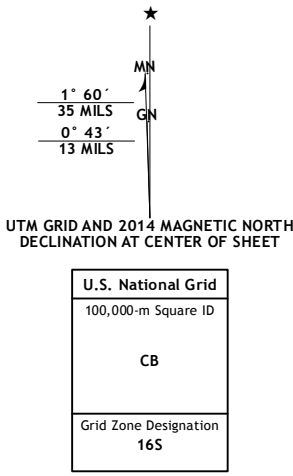 ★
MN
1° 60´
35 MILS
GN
0° 43´
13 MILS
UTM GRID AND 2014 MAGNETIC NORTH
DECLINATION AT CENTER OF SHEET
U.S. National Grid
100,000-m Square ID
CB
Grid Zone Designation
16S